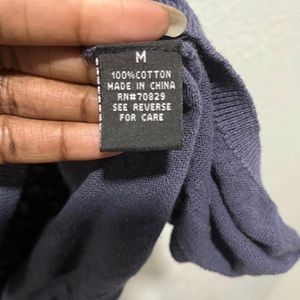 M
100%COTTON
MADE IN CHINA
RN#70829
SEE REVERSE
FOR CARE